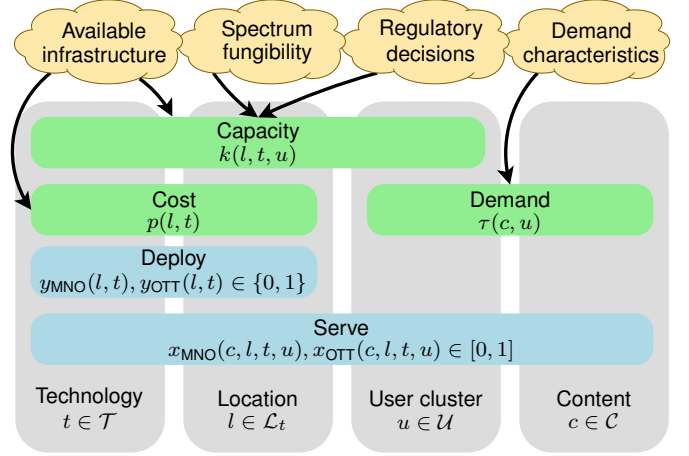 Available
infrastructure
Spectrum
fungibility
Regulatory
decisions
Demand
characteristics
Capacity
k(l, t, u)
Cost
p(l, t)
Demand
τ(c, u)
Deploy
y_MNO(l, t), y_OTT(l, t) ∈ {0, 1}
Serve
x_MNO(c, l, t, u), x_OTT(c, l, t, u) ∈ [0, 1]
Technology
t ∈ 𝒯
Location
l ∈ ℒ_t
User cluster
u ∈ 𝒰
Content
c ∈ 𝒞